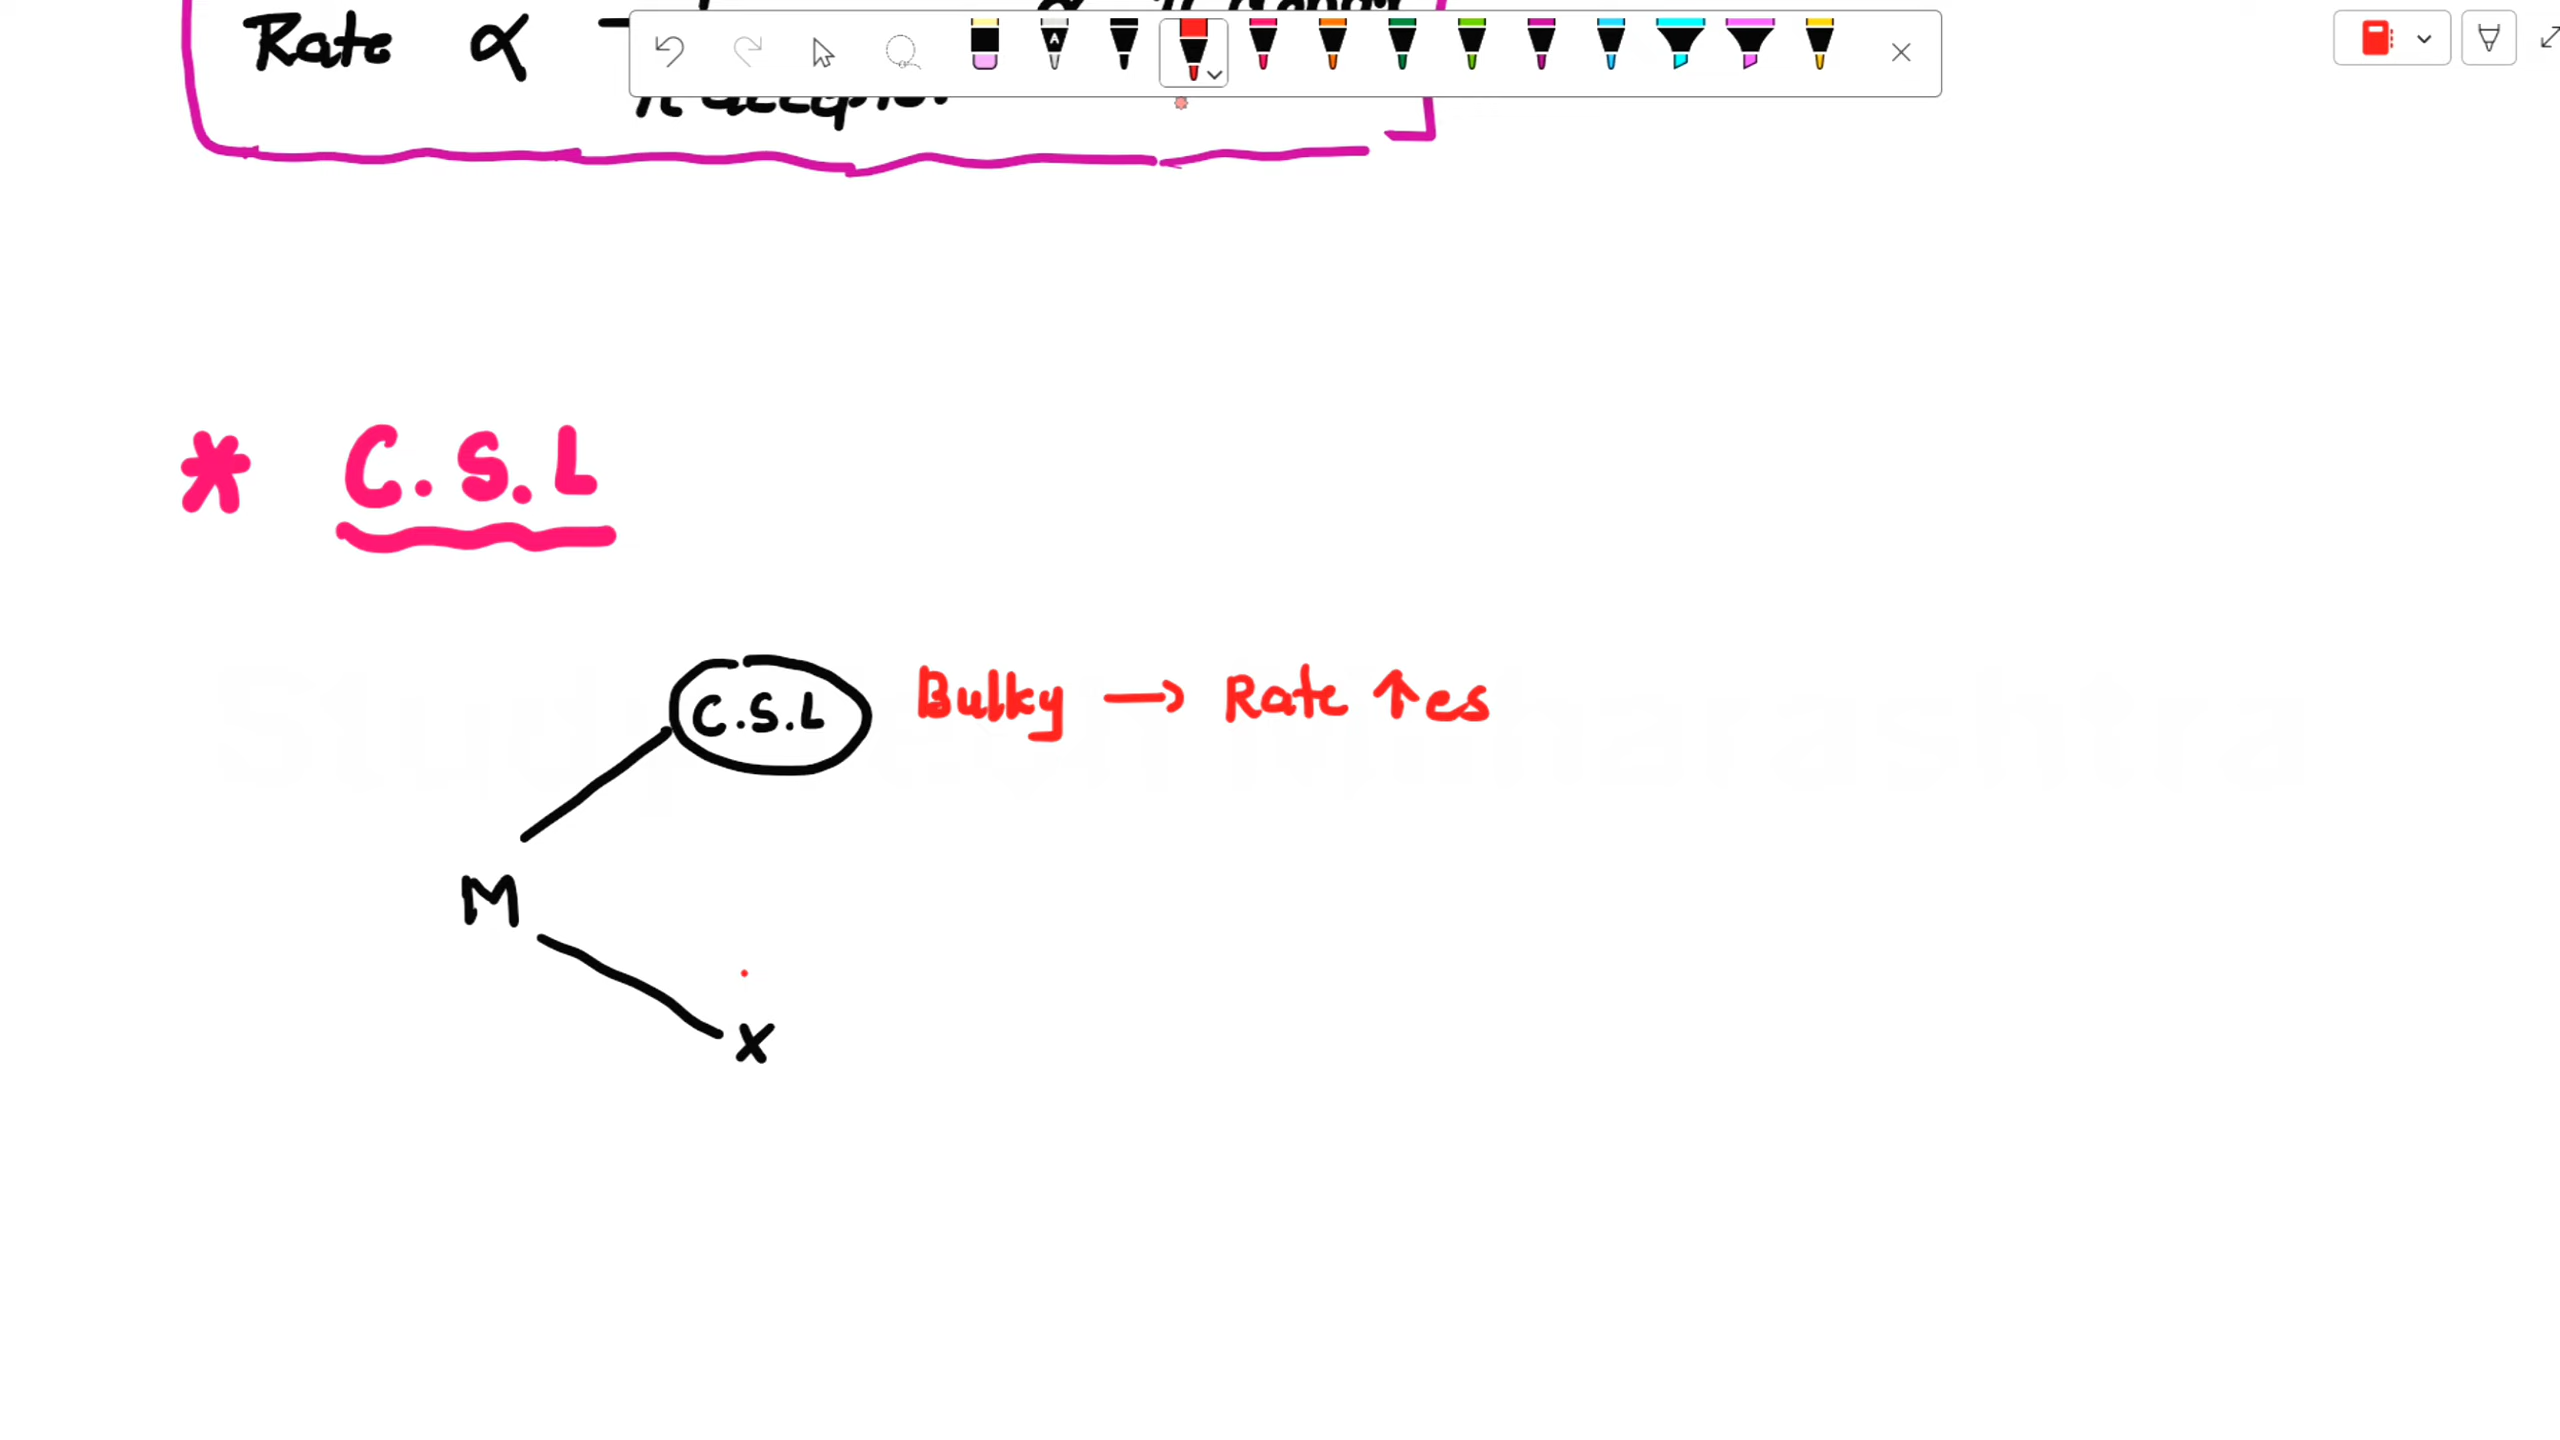 Rate ∝
* C.S.L
C.S.L Bulky → Rate ↑es
M
X